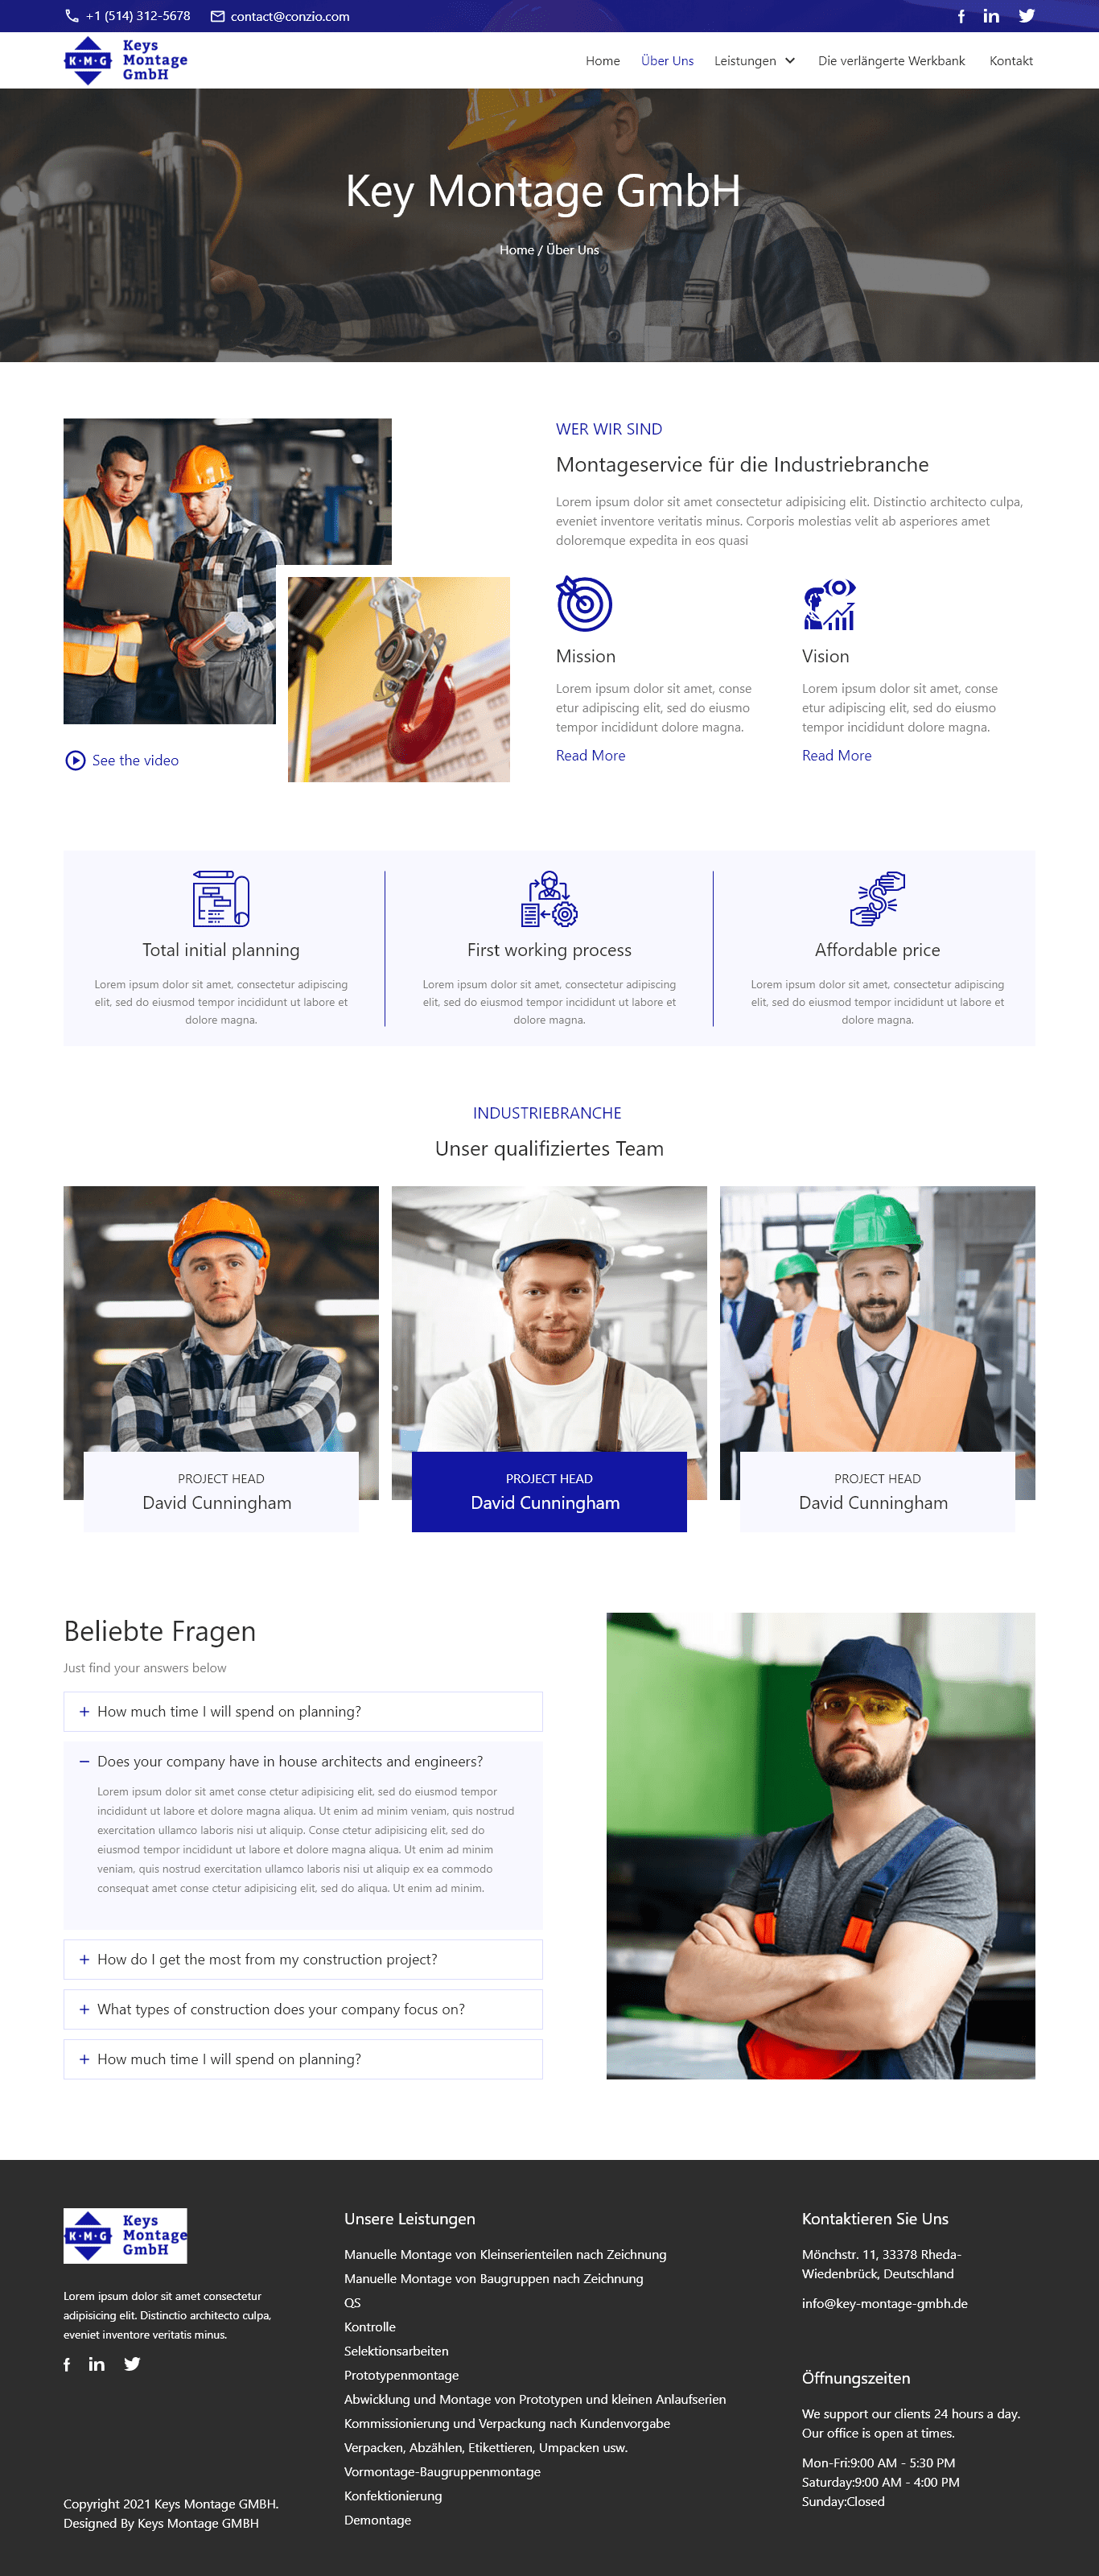 +1 (514) 312-5678 contact@conzio.com
K-M-G Keys Montage GmbH
Home Über Uns Leistungen Die verlängerte Werkbank Kontakt
Key Montage GmbH
Home / Über Uns
WER WIR SIND
Montageservice für die Industriebranche
Lorem ipsum dolor sit amet consectetur adipisicing elit. Distinctio architecto culpa,
eveniet inventore veritatis minus. Corporis molestias velit ab asperiores amet
doloremque expedita in eos quasi
Mission
Lorem ipsum dolor sit amet, conse
etur adipiscing elit, sed do eiusmo
tempor incididunt dolore magna.
Read More
Vision
Lorem ipsum dolor sit amet, conse
etur adipiscing elit, sed do eiusmo
tempor incididunt dolore magna.
Read More
See the video
Total initial planning
Lorem ipsum dolor sit amet, consectetur adipiscing
elit, sed do eiusmod tempor incididunt ut labore et
dolore magna.
First working process
Lorem ipsum dolor sit amet, consectetur adipiscing
elit, sed do eiusmod tempor incididunt ut labore et
dolore magna.
Affordable price
Lorem ipsum dolor sit amet, consectetur adipiscing
elit, sed do eiusmod tempor incididunt ut labore et
dolore magna.
INDUSTRIEBRANCHE
Unser qualifiziertes Team
PROJECT HEAD
David Cunningham
PROJECT HEAD
David Cunningham
PROJECT HEAD
David Cunningham
Beliebte Fragen
Just find your answers below
+ How much time I will spend on planning?
− Does your company have in house architects and engineers?
Lorem ipsum dolor sit amet conse ctetur adipisicing elit, sed do eiusmod tempor
incididunt ut labore et dolore magna aliqua. Ut enim ad minim veniam, quis nostrud
exercitation ullamco laboris nisi ut aliquip. Conse ctetur adipisicing elit, sed do
eiusmod tempor incididunt ut labore et dolore magna aliqua. Ut enim ad minim
veniam, quis nostrud exercitation ullamco laboris nisi ut aliquip ex ea commodo
consequat amet conse ctetur adipisicing elit, sed do aliqua. Ut enim ad minim.
+ How do I get the most from my construction project?
+ What types of construction does your company focus on?
+ How much time I will spend on planning?
K-M-G Keys Montage GmbH
Lorem ipsum dolor sit amet consectetur
adipisicing elit. Distinctio architecto culpa,
eveniet inventore veritatis minus.
Copyright 2021 Keys Montage GMBH.
Designed By Keys Montage GMBH
Unsere Leistungen
Manuelle Montage von Kleinserienteilen nach Zeichnung
Manuelle Montage von Baugruppen nach Zeichnung
QS
Kontrolle
Selektionsarbeiten
Prototypenmontage
Abwicklung und Montage von Prototypen und kleinen Anlaufserien
Kommissionierung und Verpackung nach Kundenvorgabe
Verpacken, Abzählen, Etikettieren, Umpacken usw.
Vormontage-Baugruppenmontage
Konfektionierung
Demontage
Kontaktieren Sie Uns
Mönchstr. 11, 33378 Rheda-
Wiedenbrück, Deutschland
info@key-montage-gmbh.de
Öffnungszeiten
We support our clients 24 hours a day.
Our office is open at times.
Mon-Fri:9:00 AM - 5:30 PM
Saturday:9:00 AM - 4:00 PM
Sunday:Closed